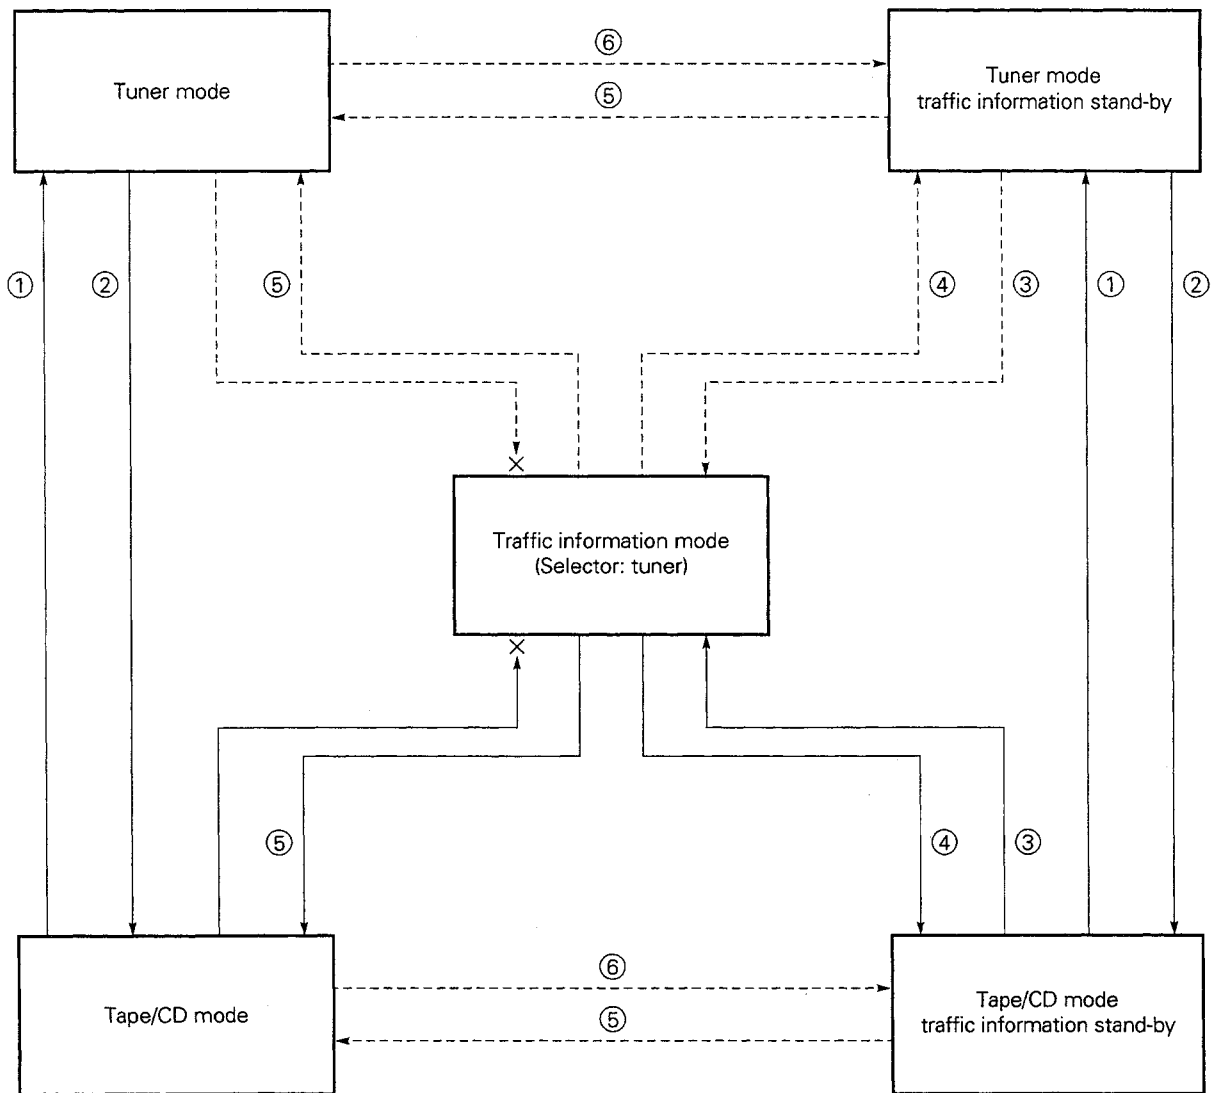 ⑥
Tuner mode
Tuner mode
traffic information stand-by
⑤
①
②
⑤
④
③
①
②
×
Traffic information mode
(Selector: tuner)
×
⑤
④
③
⑥
Tape/CD mode
Tape/CD mode
traffic information stand-by
⑤